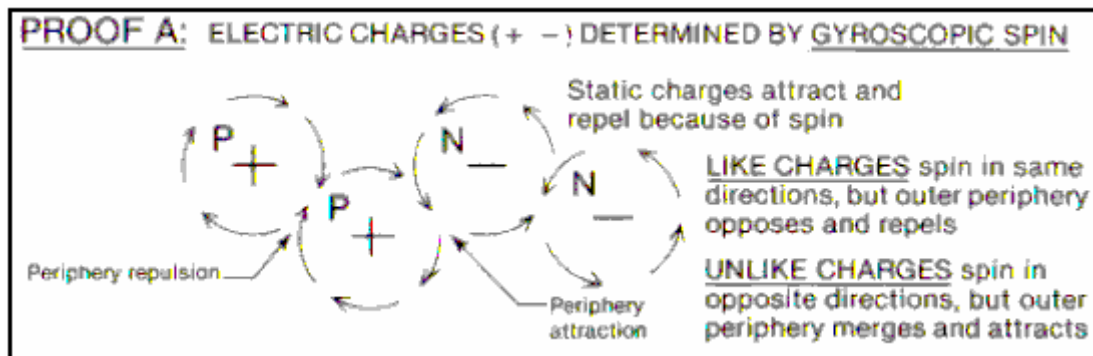 PROOF A: ELECTRIC CHARGES (+ −) DETERMINED BY GYROSCOPIC SPIN
Static charges attract and
repel because of spin
P
+
N
−
P
+
N
−
LIKE CHARGES spin in same
directions, but outer periphery
opposes and repels
Periphery repulsion
Periphery
attraction
UNLIKE CHARGES spin in
opposite directions, but outer
periphery merges and attracts